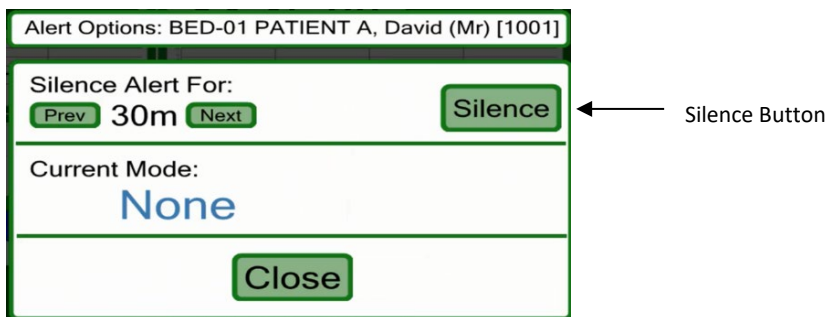 Alert Options: BED-01 PATIENT A, David (Mr) [1001]
Silence Alert For:
Prev 30m Next
Silence
Silence Button
Current Mode:
None
Close